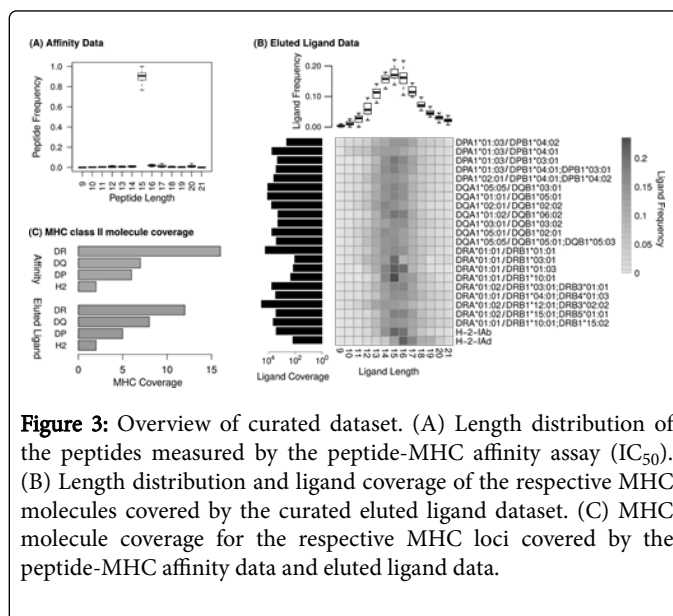 (A) Affinity Data
Peptide Frequency
1.0
0.8
0.6
0.4
0.2
0.0
9 10 11 12 13 14 15 16 17 18 19 20 21
Peptide Length
(B) Eluted Ligand Data
Ligand Frequency
0.20
0.10
0.00
DPA1*01:03/DPB1*04:02
DPA1*01:03/DPB1*04:01
DPA1*01:03/DPB1*03:01
DPA1*01:03/DPB1*04:01;DPB1*03:01
DPA1*02:01/DPB1*04:01;DPB1*04:02
DQA1*05:05/DQB1*03:01
DQA1*01:01/DQB1*05:01
DQA1*02:01/DQB1*02:02
DQA1*01:02/DQB1*06:02
DQA1*03:01/DQB1*03:02
DQA1*05:01/DQB1*02:01
DQA1*05:05/DQB1*05:01;DQB1*05:03
DRA*01:01/DRB1*01:01
DRA*01:01/DRB1*03:01
DRA*01:01/DRB1*01:03
DRA*01:01/DRB1*10:01
DRA*01:02/DRB1*03:01;DRB3*01:01
DRA*01:01/DRB1*04:01;DRB4*01:03
DRA*01:02/DRB1*12:01;DRB3*02:02
DRA*01:02/DRB1*15:01;DRB5*01:01
DRA*01:01/DRB1*10:01;DRB1*15:02
H-2-IAb
H-2-IAd
10⁴ 10² 10⁰
Ligand Coverage
9 10 11 12 13 14 15 16 17 18 19 20 21
Ligand Length
0.2
0.15
0.1
0.05
0
Ligand Frequency
(C) MHC class II molecule coverage
Affinity
DR
DQ
DP
H2
Eluted Ligand
DR
DQ
DP
H2
0 5 10 15
MHC Coverage
Figure 3: Overview of curated dataset. (A) Length distribution of
the peptides measured by the peptide-MHC affinity assay (IC₅₀).
(B) Length distribution and ligand coverage of the respective MHC
molecules covered by the curated eluted ligand dataset. (C) MHC
molecule coverage for the respective MHC loci covered by the
peptide-MHC affinity data and eluted ligand data.